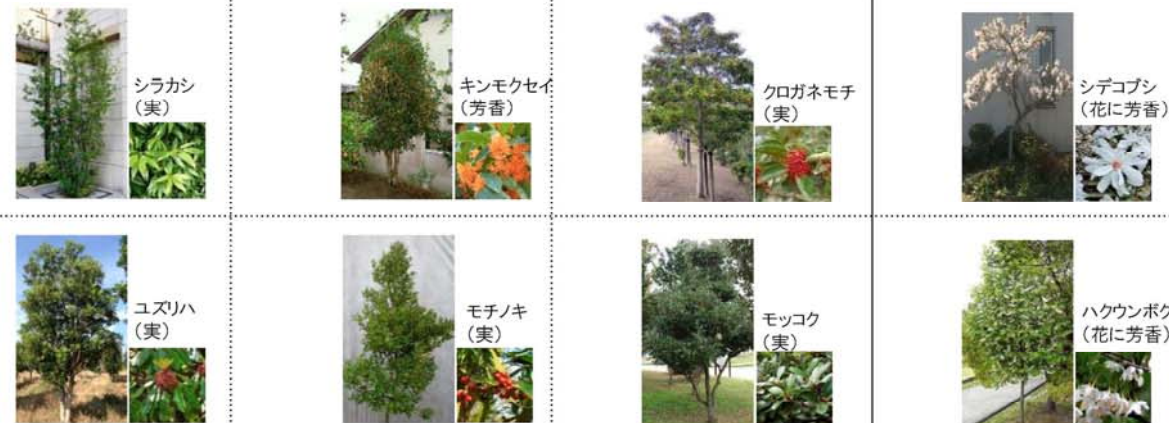 シラカシ
（実）
キンモクセイ
（芳香）
クロガネモチ
（実）
シデコブシ
（花に芳香）
ユズリハ
（実）
モチノキ
（実）
モッコク
（実）
ハクウンボク
（花に芳香）